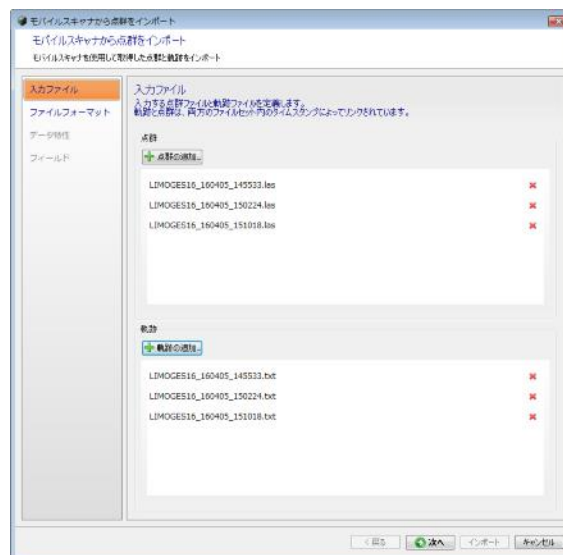 モバイルスキャナから点群をインポート
モバイルスキャナから点群をインポート
モバイルスキャナを使用して取得した点群と軌跡をインポート
入力ファイル
ファイルフォーマット
データ特性
フィールド
入力ファイル
入力する点群ファイルと軌跡ファイルを定義します。
軌跡と点群は、両方のファイルセット内のタイムスタンプによってリンクされています。
点群
点群の追加...
LIMOGES16_160405_145533.las
LIMOGES16_160405_150224.las
LIMOGES16_160405_151018.las
軌跡
軌跡の追加...
LIMOGES16_160405_145533.txt
LIMOGES16_160405_150224.txt
LIMOGES16_160405_151018.txt
< 戻る
次へ
インポート
キャンセル